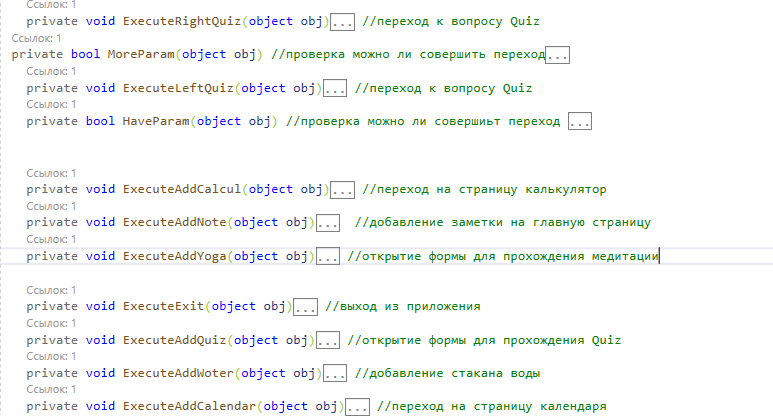 Ссылок: 1
private void ExecuteRightQuiz(object obj)... //переход к вопросу Quiz
Ссылок: 1
private bool MoreParam(object obj) //проверка можно ли совершить переход...
Ссылок: 1
private void ExecuteLeftQuiz(object obj)... //переход к вопросу Quiz
Ссылок: 1
private bool HaveParam(object obj) //проверка можно ли совершиьт переход ...
Ссылок: 1
private void ExecuteAddCalcul(object obj)... //переход на страницу калькулятор
Ссылок: 1
private void ExecuteAddNote(object obj)... //добавление заметки на главную страницу
Ссылок: 1
private void ExecuteAddYoga(object obj)... //открытие формы для прохождения медитации
Ссылок: 1
private void ExecuteExit(object obj)... //выход из приложения
Ссылок: 1
private void ExecuteAddQuiz(object obj)... //открытие формы для прохождения Quiz
Ссылок: 1
private void ExecuteAddWoter(object obj)... //добавление стакана воды
Ссылок: 1
private void ExecuteAddCalendar(object obj)... //переход на страницу календаря